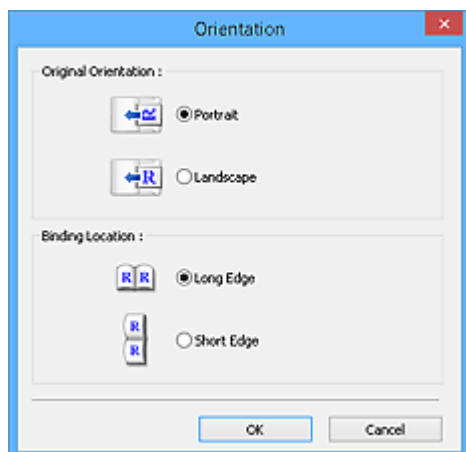 Orientation
Original Orientation :
Portrait
R Landscape
Binding Location :
R R Long Edge
R
Short Edge
R
OK Cancel